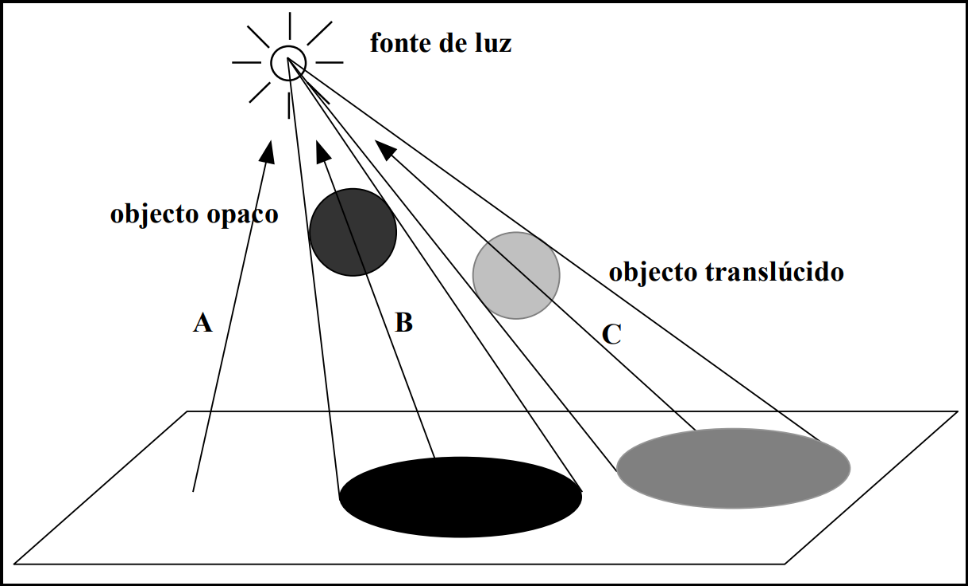 fonte de luz
objecto opaco
objecto translúcido
A
B
C